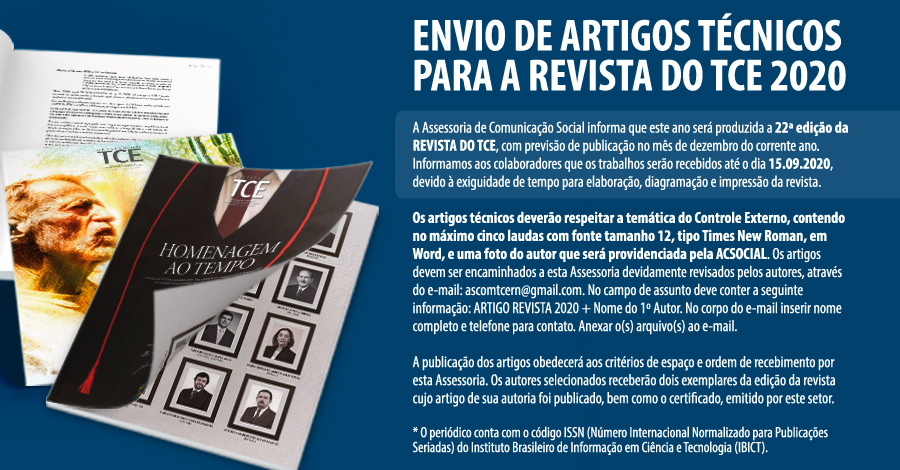 ENVIO DE ARTIGOS TÉCNICOS
PARA A REVISTA DO TCE 2020
A Assessoria de Comunicação Social informa que este ano será produzida a 22ª edição da
REVISTA DO TCE, com previsão de publicação no mês de dezembro do corrente ano.
Informamos aos colaboradores que os trabalhos serão recebidos até o dia 15.09.2020,
devido à exiguidade de tempo para elaboração, diagramação e impressão da revista.
Os artigos técnicos deverão respeitar a temática do Controle Externo, contendo
no máximo cinco laudas com fonte tamanho 12, tipo Times New Roman, em
Word, e uma foto do autor que será providenciada pela ACSOCIAL. Os artigos
devem ser encaminhados a esta Assessoria devidamente revisados pelos autores, através
do e-mail: ascomtcern@gmail.com. No campo de assunto deve conter a seguinte
informação: ARTIGO REVISTA 2020 + Nome do 1º Autor. No corpo do e-mail inserir nome
completo e telefone para contato. Anexar o(s) arquivo(s) ao e-mail.
A publicação dos artigos obedecerá aos critérios de espaço e ordem de recebimento por
esta Assessoria. Os autores selecionados receberão dois exemplares da edição da revista
cujo artigo de sua autoria foi publicado, bem como o certificado, emitido por este setor.
* O periódico conta com o código ISSN (Número Internacional Normalizado para Publicações
Seriadas) do Instituto Brasileiro de Informação em Ciência e Tecnologia (IBICT).
TCE
TCE
HOMENAGEM
AO TEMPO